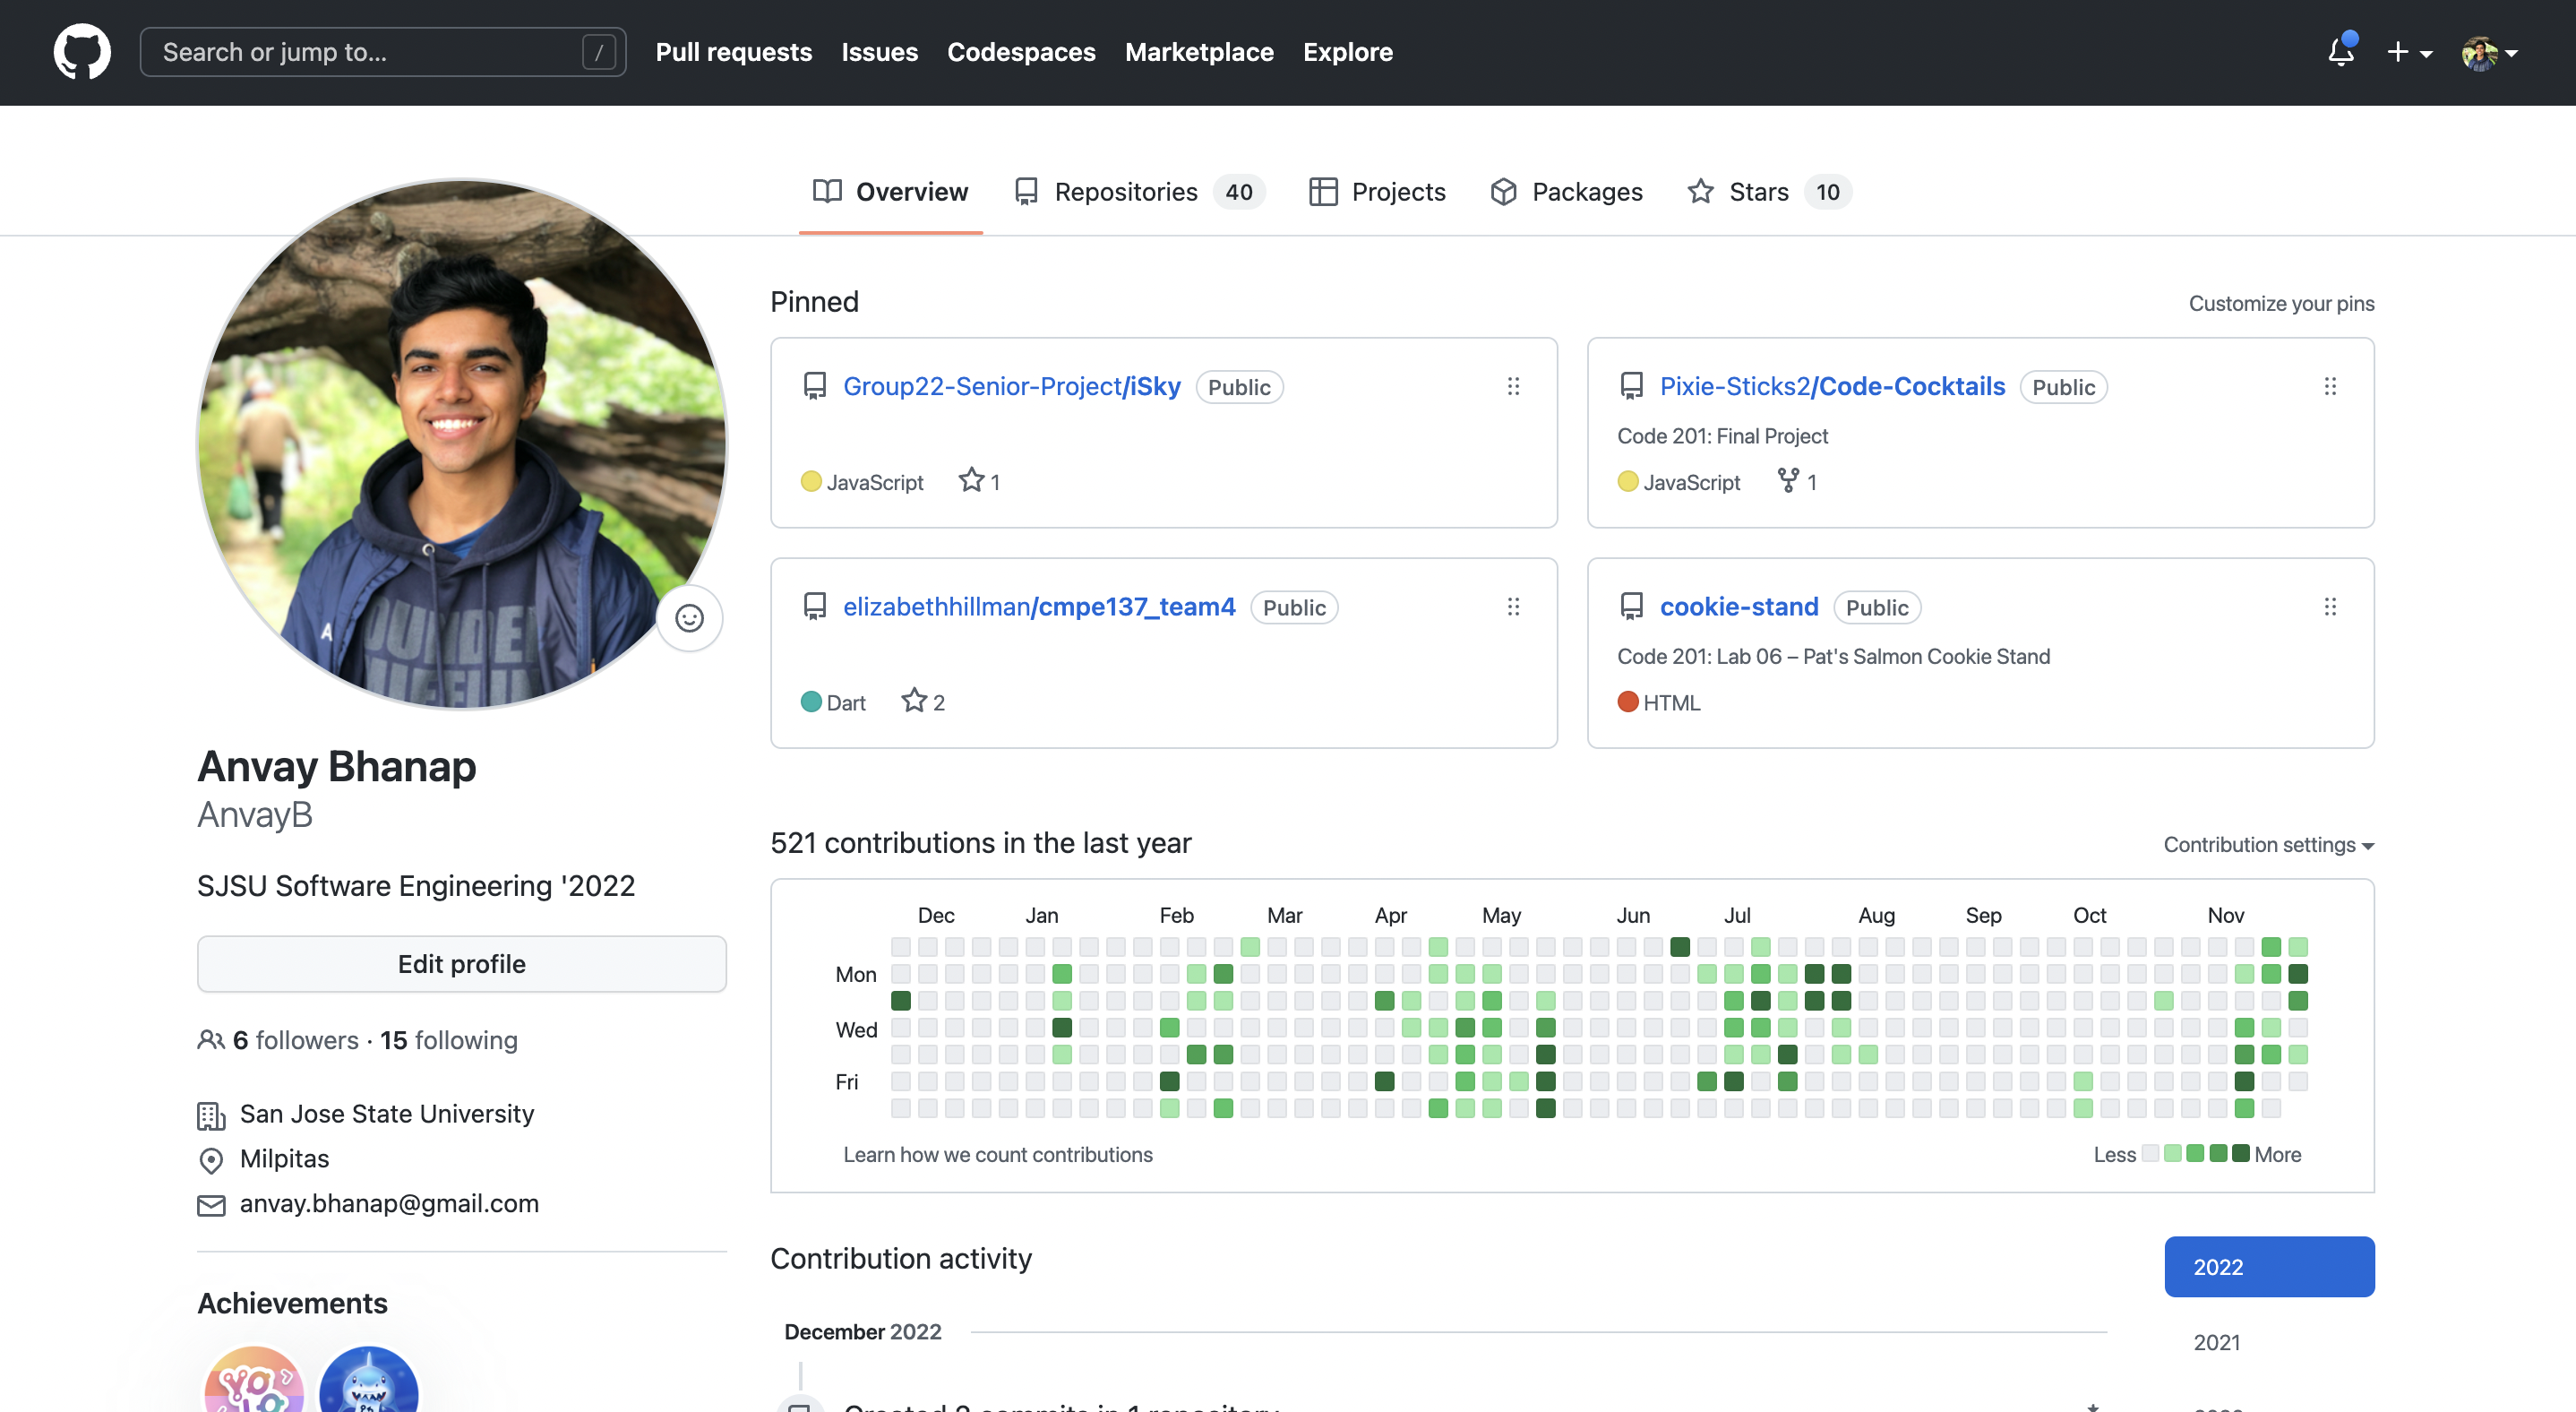 Search or jump to...
/
Pull requests
Issues
Codespaces
Marketplace
Explore
Overview
Repositories 40
Projects
Packages
Stars 10
Anvay Bhanap
AnvayB
SJSU Software Engineering '2022
Edit profile
6 followers · 15 following
San Jose State University
Milpitas
anvay.bhanap@gmail.com
Achievements
Pinned
Customize your pins
Group22-Senior-Project/iSky Public
JavaScript 1
Pixie-Sticks2/Code-Cocktails Public
Code 201: Final Project
JavaScript 1
elizabethhillman/cmpe137_team4 Public
Dart 2
cookie-stand Public
Code 201: Lab 06 – Pat's Salmon Cookie Stand
HTML
521 contributions in the last year
Contribution settings
Dec Jan Feb Mar Apr May Jun Jul Aug Sep Oct Nov
Mon
Wed
Fri
Learn how we count contributions
Less More
Contribution activity
2022
2021
December 2022
Created 2 commits in 1 repository